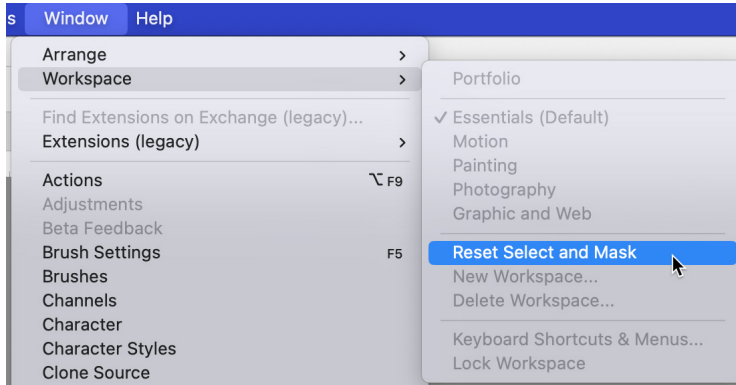 s Window Help
Arrange >
Workspace >
Find Extensions on Exchange (legacy)...
Extensions (legacy) >
Actions ⌥ F9
Adjustments
Beta Feedback
Brush Settings F5
Brushes
Channels
Character
Character Styles
Clone Source
Portfolio
✓ Essentials (Default)
Motion
Painting
Photography
Graphic and Web
Reset Select and Mask
New Workspace...
Delete Workspace...
Keyboard Shortcuts & Menus...
Lock Workspace